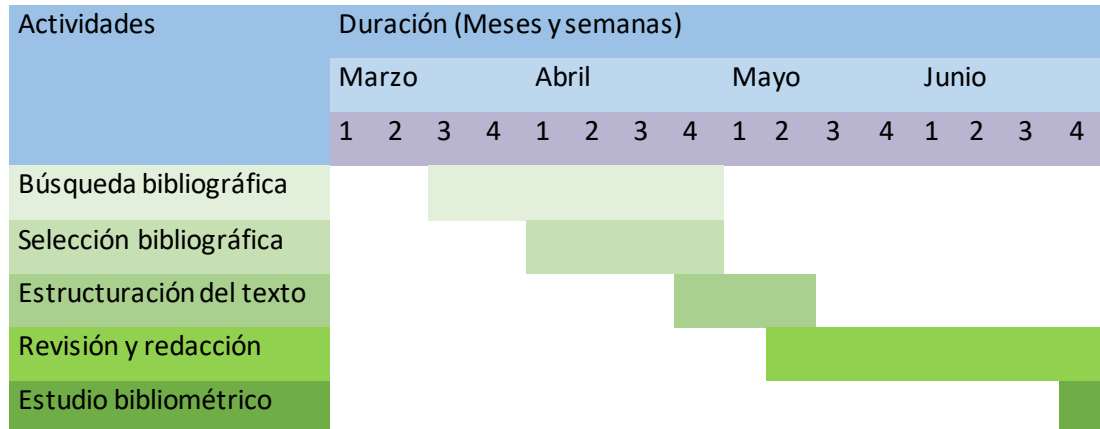 Actividades Duración (Meses y semanas)
Marzo Abril Mayo Junio
1 2 3 4 1 2 3 4 1 2 3 4 1 2 3 4
Búsqueda bibliográfica
Selección bibliográfica
Estructuración del texto
Revisión y redacción
Estudio bibliométrico